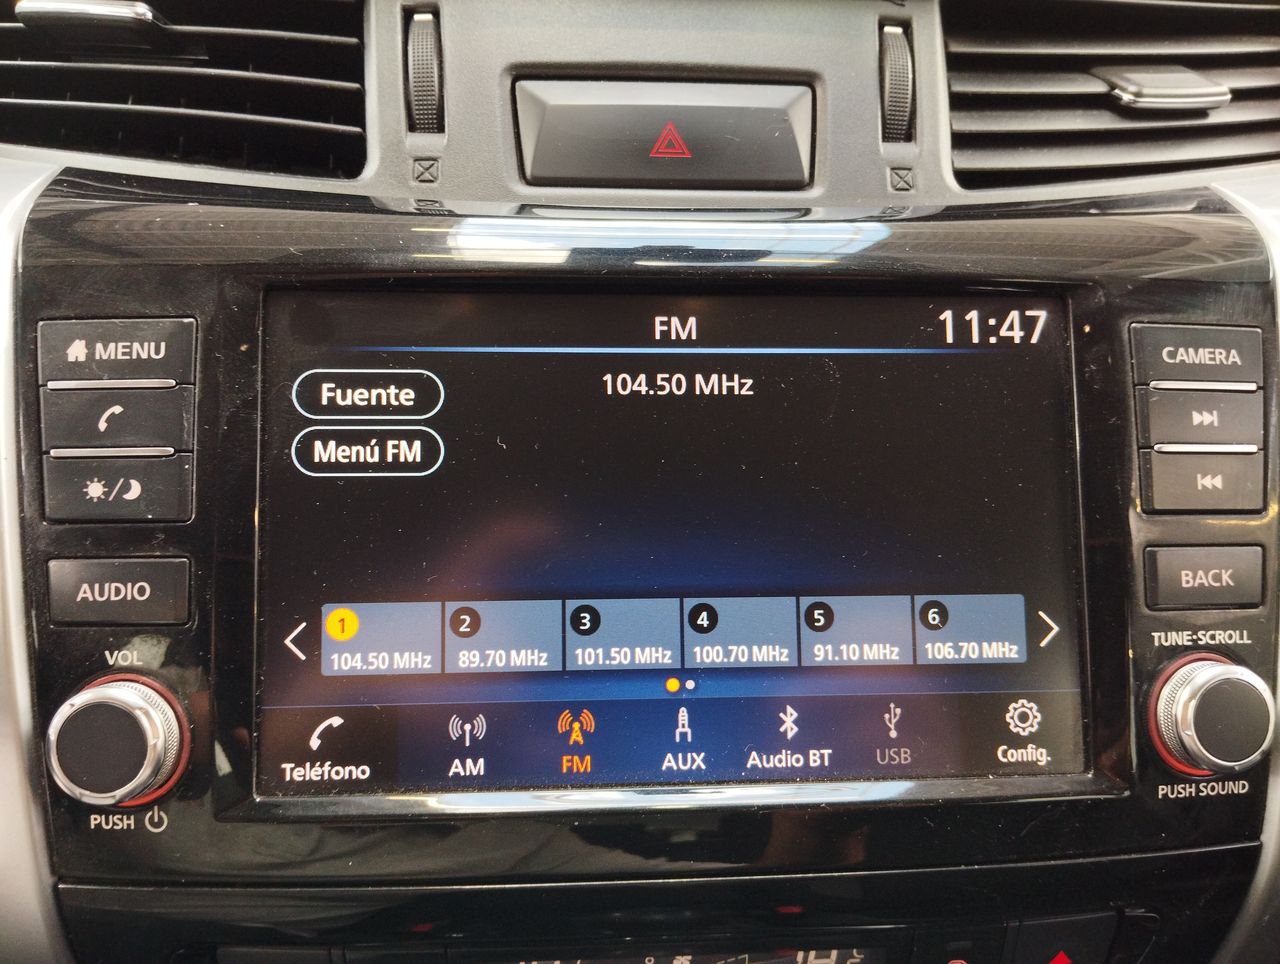 FM
11:47
104.50 MHz
Fuente
Menú FM
MENU
AUDIO
VOL
PUSH
CAMERA
BACK
TUNE·SCROLL
PUSH SOUND
1
104.50 MHz
2
89.70 MHz
3
101.50 MHz
4
100.70 MHz
5
91.10 MHz
6
106.70 MHz
Teléfono
AM
FM
AUX
Audio BT
USB
Config.